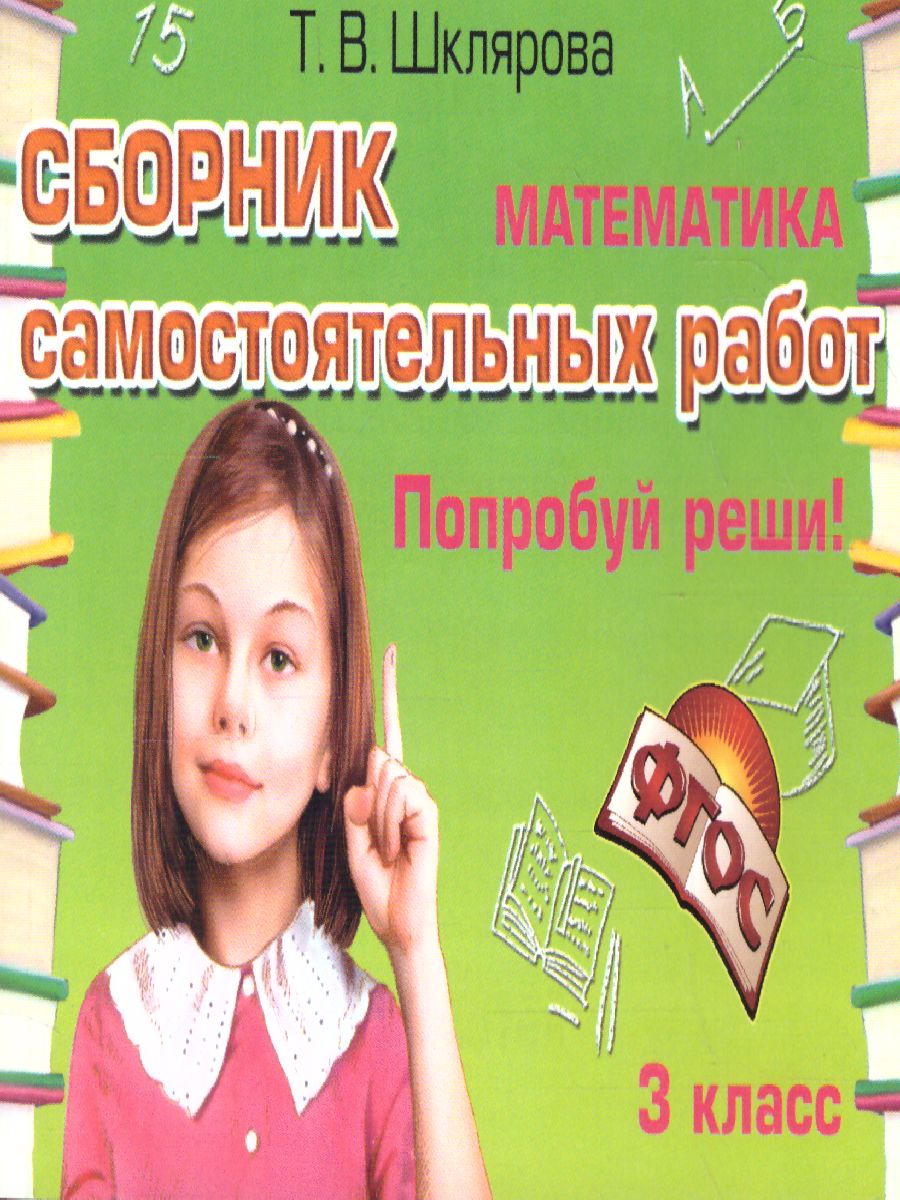 15
Т. В. Шклярова
А Б
СБОРНИК
МАТЕМАТИКА
самостоятельных работ
Попробуй реши!
ФГОС
3 класс